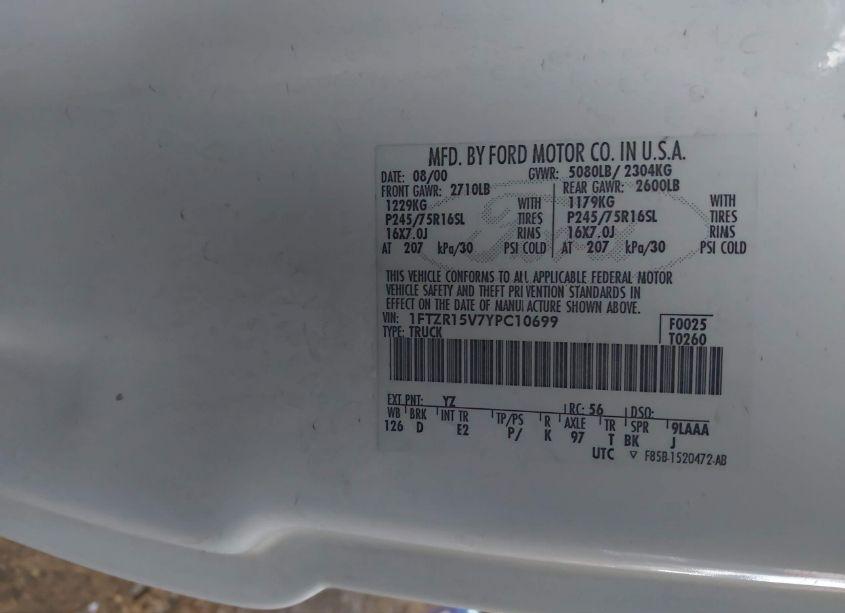 MFD. BY FORD MOTOR CO. IN U.S.A.
DATE: 08/00 GVWR: 5080LB/ 2304KG
FRONT GAWR: 2710LB REAR GAWR: 2600LB
1229KG WITH 1179KG WITH
P245/75R16SL TIRES P245/75R16SL TIRES
16X7.0J RIMS 16X7.0J RIMS
AT 207 kPa/30 PSI COLD AT 207 kPa/30 PSI COLD
THIS VEHICLE CONFORMS TO ALL APPLICABLE FEDERAL MOTOR
VEHICLE SAFETY AND THEFT PREVENTION STANDARDS IN
EFFECT ON THE DATE OF MANUFACTURE SHOWN ABOVE.
VIN: 1FTZR15V7YPC10699 F0025
TYPE: TRUCK T0260
EXT PNT: YZ RC: 56 DSO:
WB BRK INT TR TP/PS R AXLE TR SPR 9LAAA
126 D E2 P/ K 97 T BK J
UTC ▽ F85B-1520472-AB